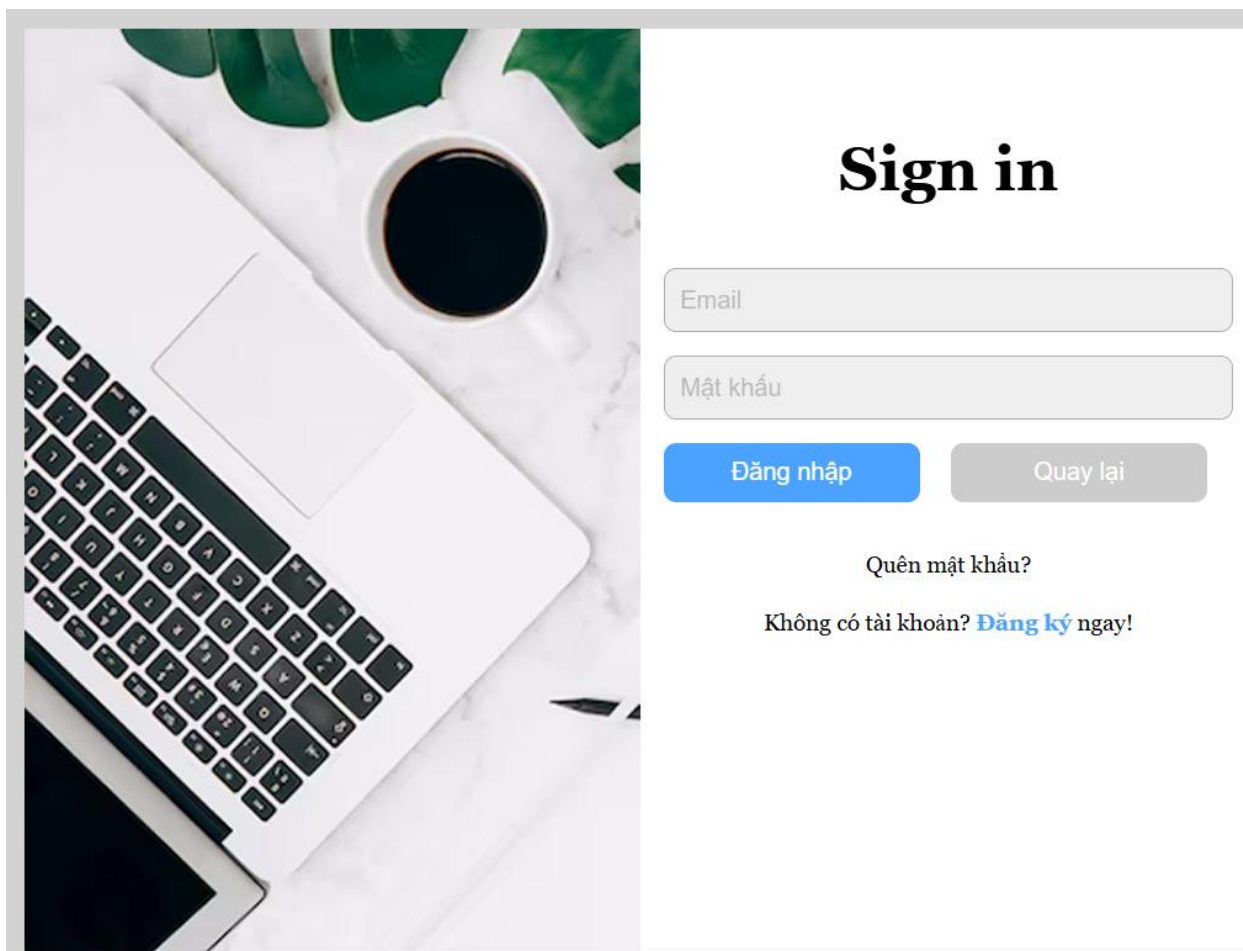 Sign in
Email
Mật khẩu
Đăng nhập
Quay lại
Quên mật khẩu?
Không có tài khoản? Đăng ký ngay!